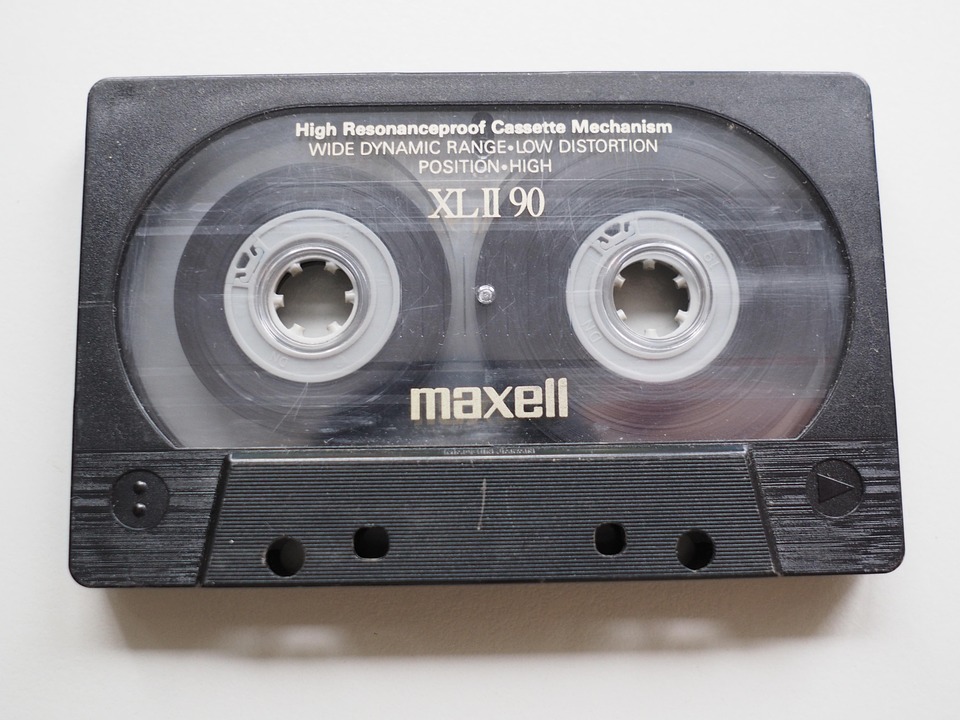 High Resonanceproof Cassette Mechanism
WIDE DYNAMIC RANGE•LOW DISTORTION
POSITION•HIGH
XL II 90
maxell